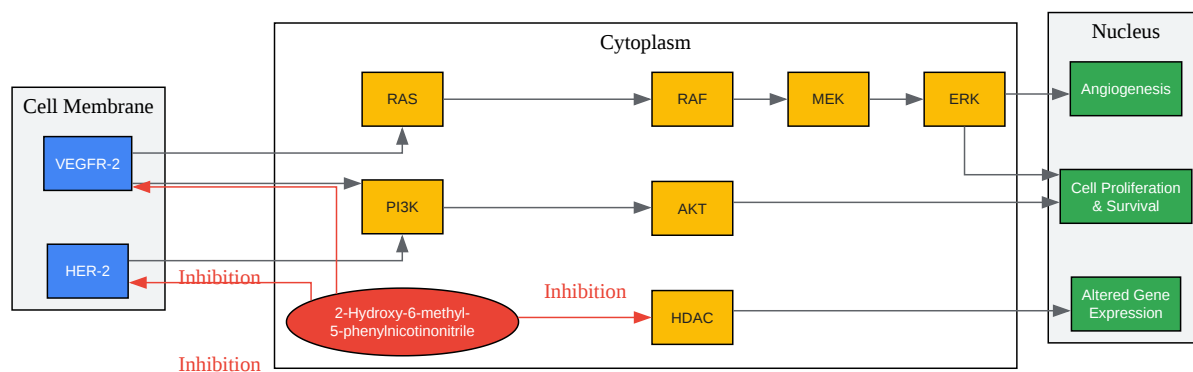 Cell Membrane
VEGFR-2
HER-2
Cytoplasm
RAS
RAF
MEK
ERK
PI3K
AKT
Inhibition
2-Hydroxy-6-methyl-
5-phenylnicotinonitrile
Inhibition
HDAC
Inhibition
Nucleus
Angiogenesis
Cell Proliferation
& Survival
Altered Gene
Expression